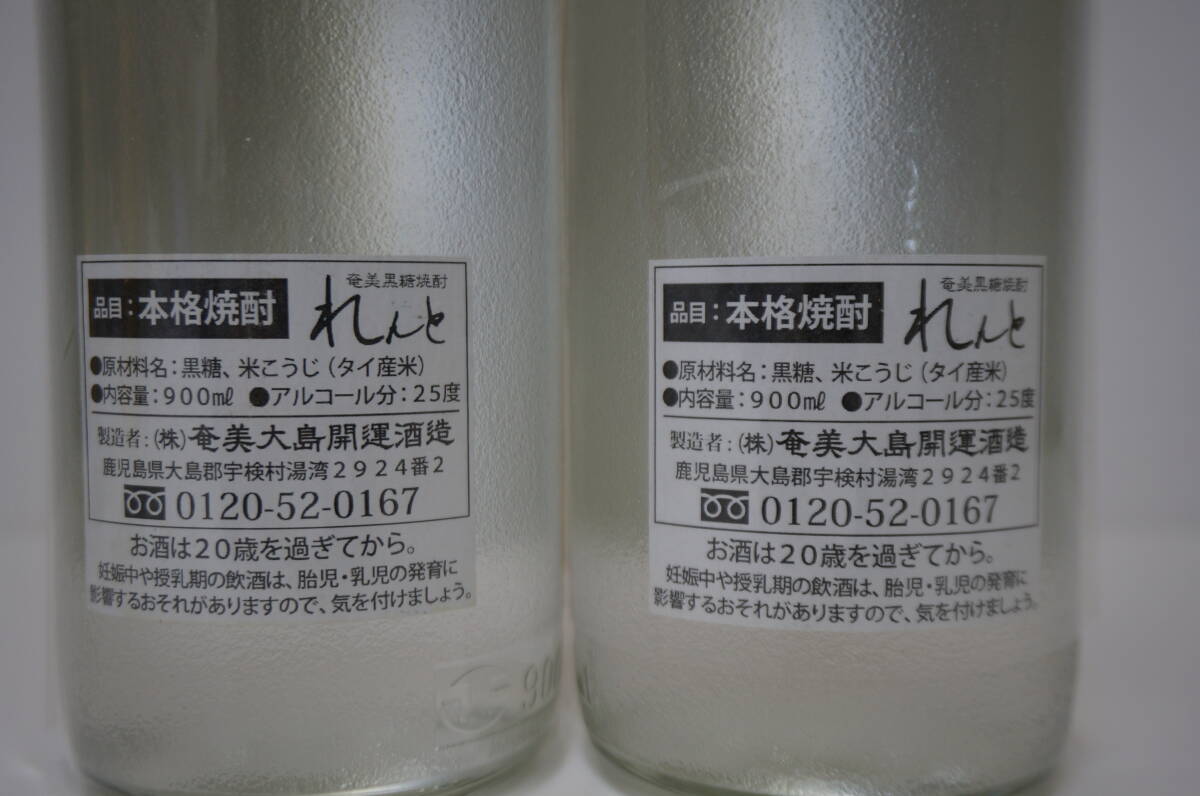 品目：本格焼酎
奄美黒糖焼酎
れんと
●原材料名：黒糖、米こうじ（タイ産米）
●内容量：900㎖ ●アルコール分：25度
製造者：（株）奄美大島開運酒造
鹿児島県大島郡宇検村湯湾2924番2
0120-52-0167
お酒は20歳を過ぎてから。
妊娠中や授乳期の飲酒は、胎児・乳児の発育に
影響するおそれがありますので、気を付けましょう。
品目：本格焼酎
奄美黒糖焼酎
れんと
●原材料名：黒糖、米こうじ（タイ産米）
●内容量：900㎖ ●アルコール分：25度
製造者：（株）奄美大島開運酒造
鹿児島県大島郡宇検村湯湾2924番2
0120-52-0167
お酒は20歳を過ぎてから。
妊娠中や授乳期の飲酒は、胎児・乳児の発育に
影響するおそれがありますので、気を付けましょう。